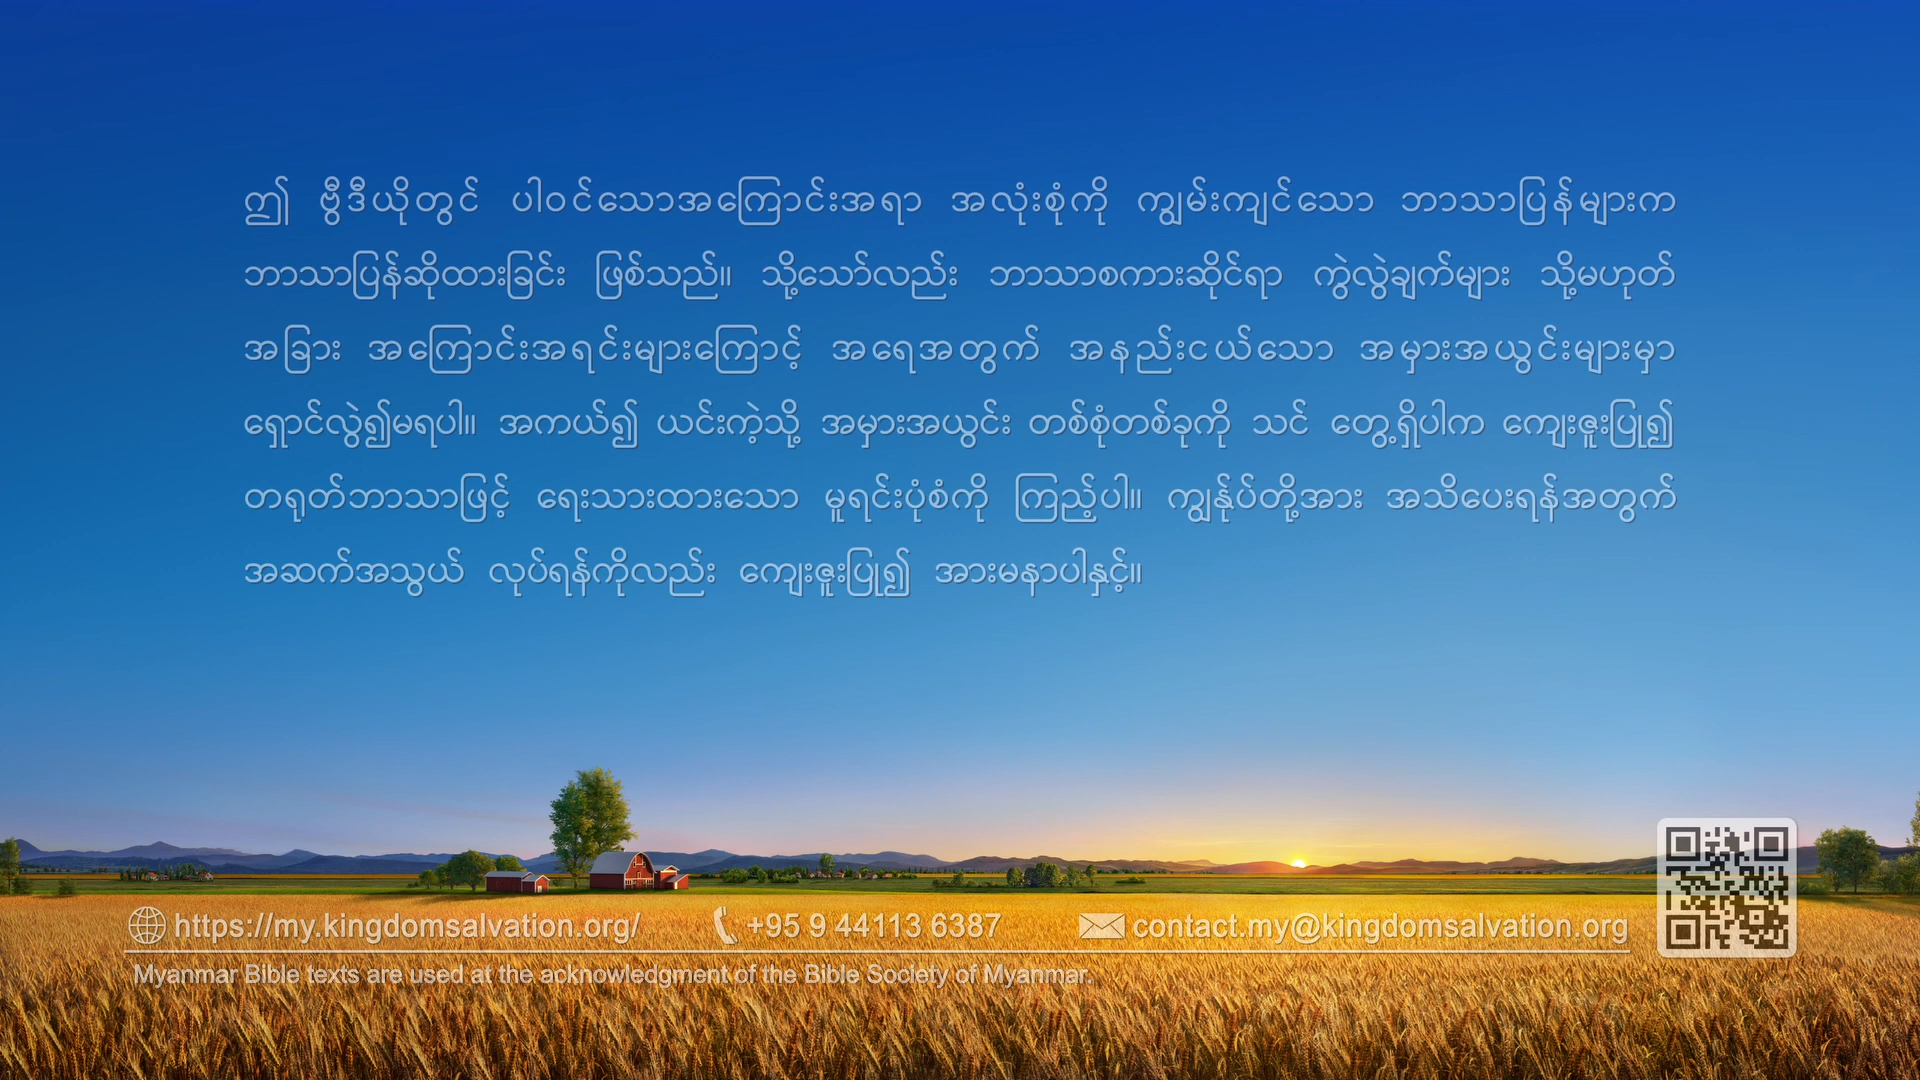 ဤ ဗွီဒီယိုတွင် ပါဝင်သောအကြောင်းအရာ အလုံးစုံကို ကျွမ်းကျင်သော ဘာသာပြန်များက
ဘာသာပြန်ဆိုထားခြင်း ဖြစ်သည်။ သို့သော်လည်း ဘာသာစကားဆိုင်ရာ ကွဲလွဲချက်များ သို့မဟုတ်
အခြား အကြောင်းအရင်းများကြောင့် အရေအတွက် အနည်းငယ်သော အမှားအယွင်းများမှာ
ရှောင်လွဲ၍မရပါ။ အကယ်၍ ယင်းကဲ့သို့ အမှားအယွင်း တစ်စုံတစ်ခုကို သင် တွေ့ရှိပါက ကျေးဇူးပြု၍
တရုတ်ဘာသာဖြင့် ရေးသားထားသော မူရင်းပုံစံကို ကြည့်ပါ။ ကျွန်ုပ်တို့အား အသိပေးရန်အတွက်
အဆက်အသွယ် လုပ်ရန်ကိုလည်း ကျေးဇူးပြု၍ အားမနာပါနှင့်။
https://my.kingdomsalvation.org/ +95 9 44113 6387 contact.my@kingdomsalvation.org
Myanmar Bible texts are used at the acknowledgment of the Bible Society of Myanmar.